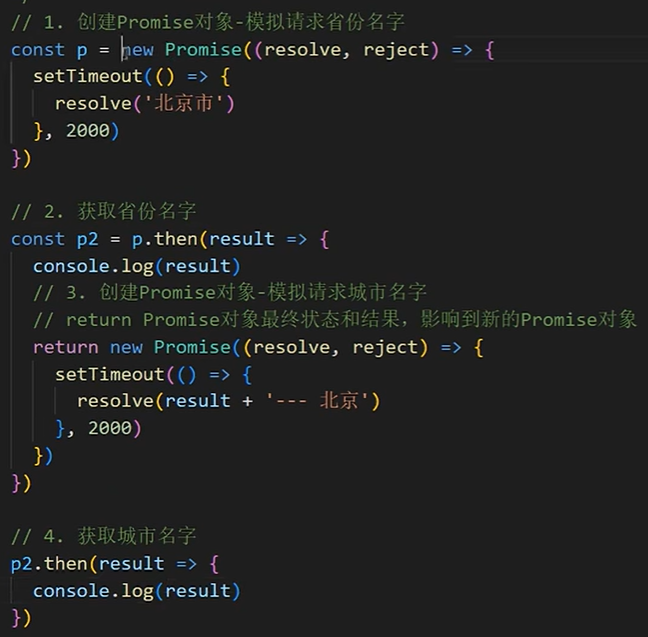 // 1. 创建Promise对象-模拟请求省份名字
const p = new Promise((resolve, reject) => {
  setTimeout(() => {
    resolve('北京市')
  }, 2000)
})

// 2. 获取省份名字
const p2 = p.then(result => {
  console.log(result)
  // 3. 创建Promise对象-模拟请求城市名字
  // return Promise对象最终状态和结果，影响到新的Promise对象
  return new Promise((resolve, reject) => {
    setTimeout(() => {
      resolve(result + '--- 北京')
    }, 2000)
  })
})

// 4. 获取城市名字
p2.then(result => {
  console.log(result)
})